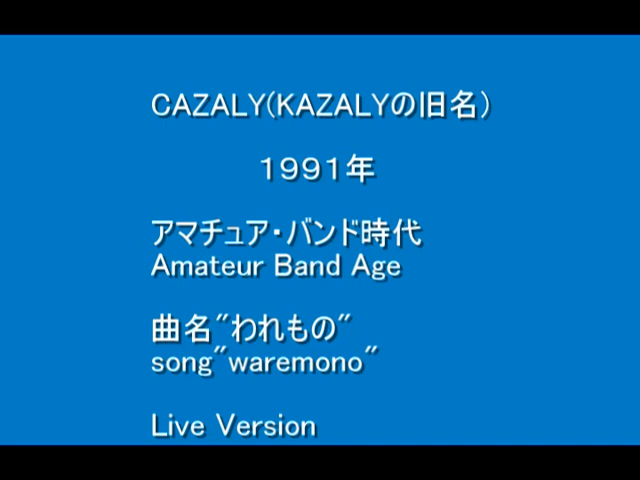 CAZALY(KAZALYの旧名)
1991年
アマチュア・バンド時代
Amateur Band Age
曲名"われもの"
song"waremono"
Live Version